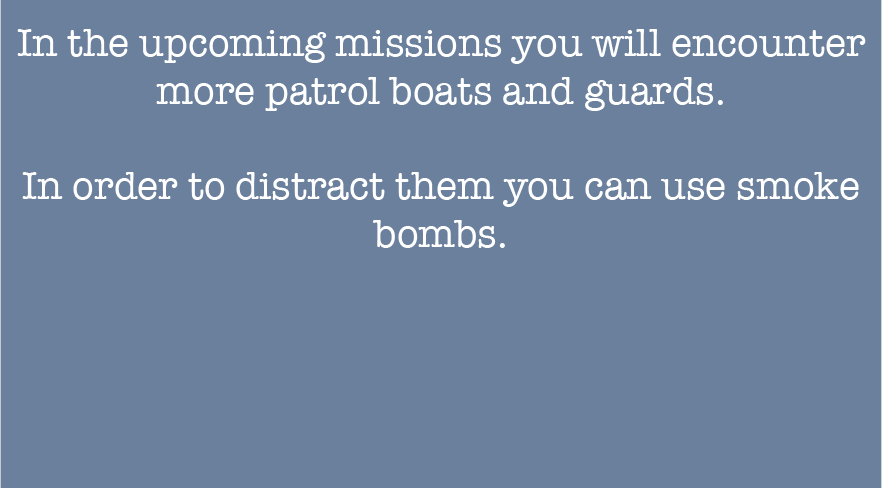 In the upcoming missions you will encounter
more patrol boats and guards.
In order to distract them you can use smoke
bombs.